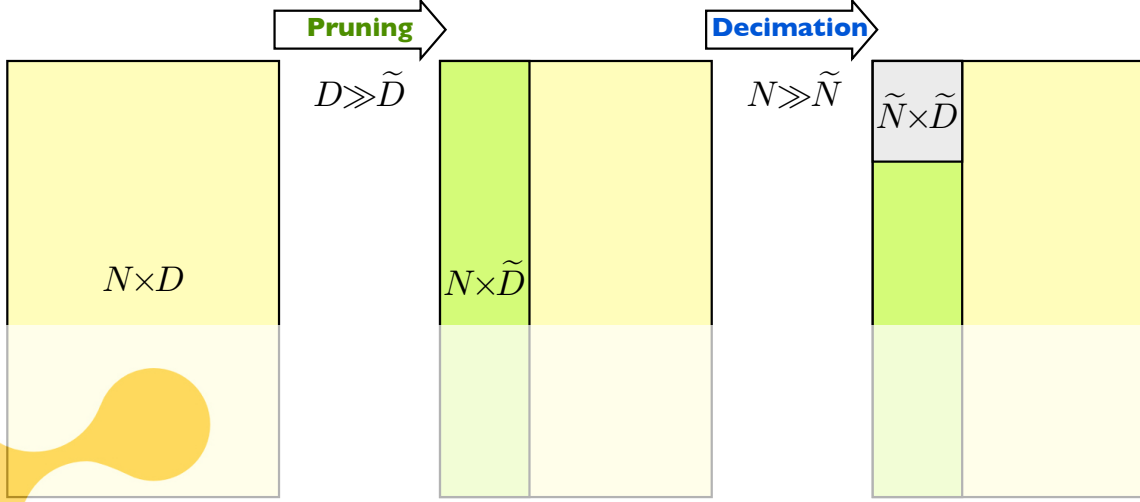 Pruning
Decimation
D≫D̃
N≫Ñ
Ñ×D̃
N×D
N×D̃